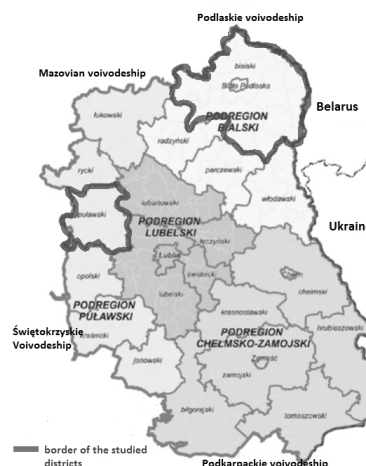 Podlaskie voivodeship
bialski
Mazovian voivodeship
Biała Podlaska
Belarus
łukowski
PODREGION
BIALSKI
radzyński
rycki
parczewski
włodawski
lubartowski
puławski
PODREGION
LUBELSKI
Ukraine
łęczyński
Lublin
opolski
świdnicki
Chełm
chełmski
lubelski
PODREGION
PUŁAWSKI
krasnostawski
Świętokrzyskie
Voivodeship
kraśnicki
hrubieszowski
PODREGION
CHEŁMSKO-ZAMOJSKI
janowski
Zamość
zamojski
biłgorajski
tomaszowski
border of the studied
districts
Podkarpackie voivodeship